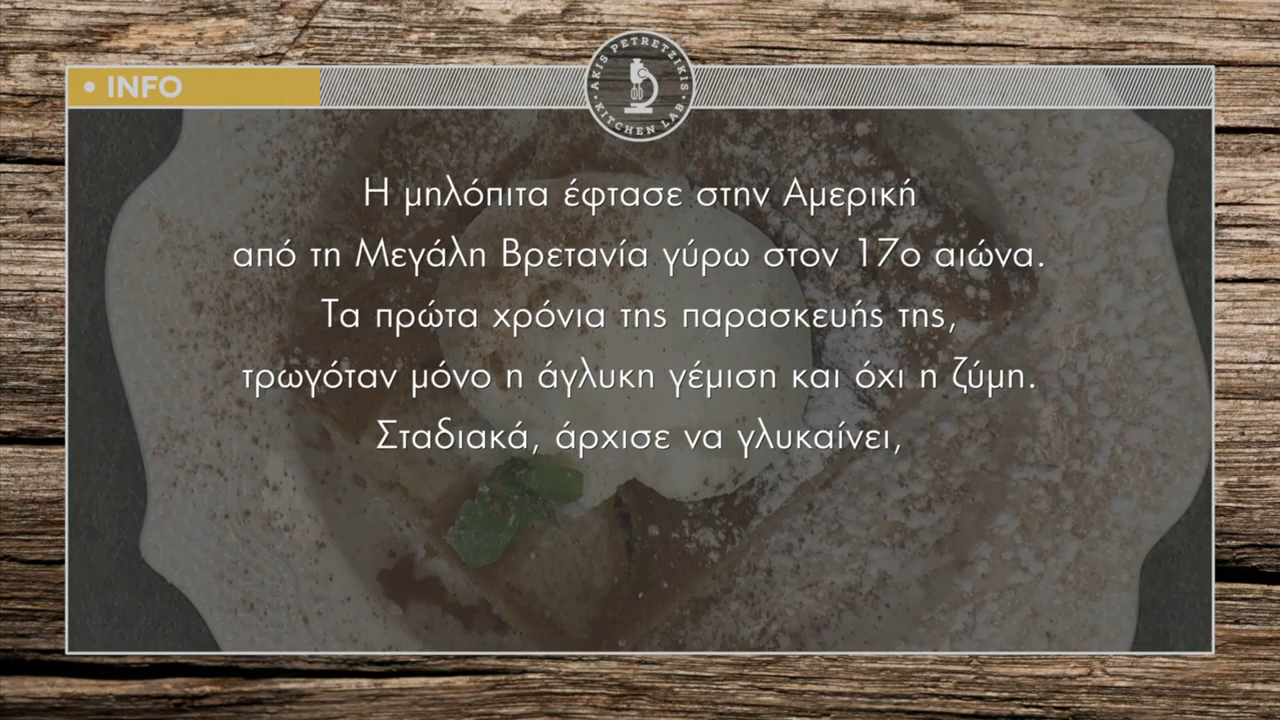 • INFO
AKIS PETRETZIKIS
• KITCHEN LAB •
Η μηλόπιτα έφτασε στην Αμερική
από τη Μεγάλη Βρετανία γύρω στον 17ο αιώνα.
Τα πρώτα χρόνια της παρασκευής της,
τρωγόταν μόνο η άγλυκη γέμιση και όχι η ζύμη.
Σταδιακά, άρχισε να γλυκαίνει,